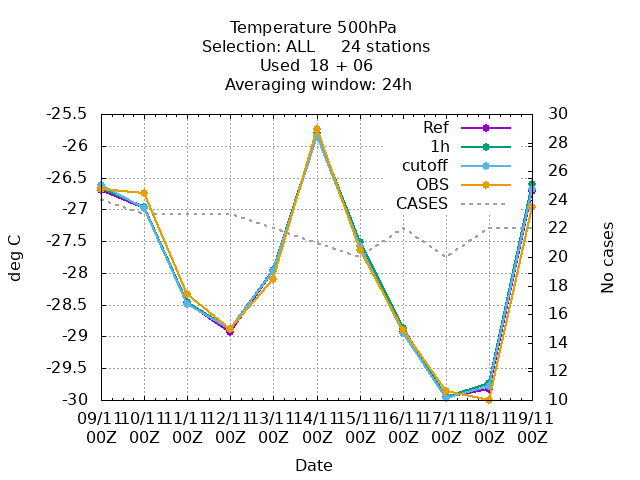 Temperature 500hPa
Selection: ALL 24 stations
Used 18 + 06
Averaging window: 24h
-25.5
-26
-26.5
-27
-27.5
-28
-28.5
-29
-29.5
-30
deg C
30
28
26
24
22
20
18
16
14
12
10
No cases
Ref
1h
cutoff
OBS
CASES
09/11 10/11 11/11 12/11 13/11 14/11 15/11 16/11 17/11 18/11 19/11
00Z 00Z 00Z 00Z 00Z 00Z 00Z 00Z 00Z 00Z 00Z
Date